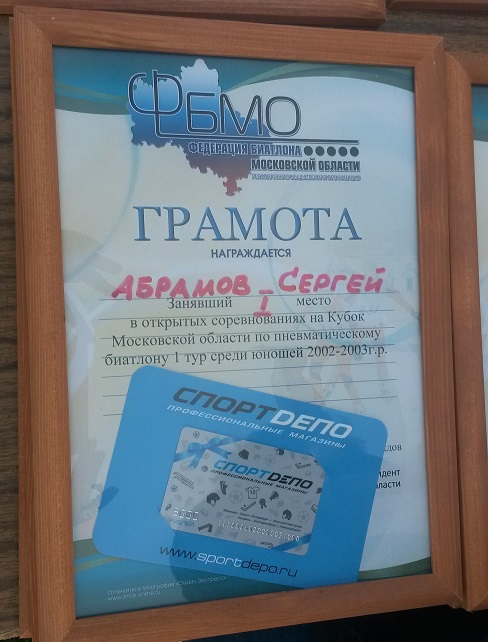 ФБМО
ФЕДЕРАЦИЯ БИАТЛОНА
МОСКОВСКОЙ ОБЛАСТИ
ГРАМОТА
НАГРАЖДАЕТСЯ
АБРАМОВ СЕРГЕЙ
Занявший I место
в открытых соревнованиях на Кубок
Московской области по пневматическому
биатлону 1 тур среди юношей 2002-2003г.р.
СПОРТДЕПО
ПРОФЕССИОНАЛЬНЫЕ МАГАЗИНЫ
СПОРТДЕПО
ПРОФЕССИОНАЛЬНЫЕ МАГАЗИНЫ
www.sportdepo.ru